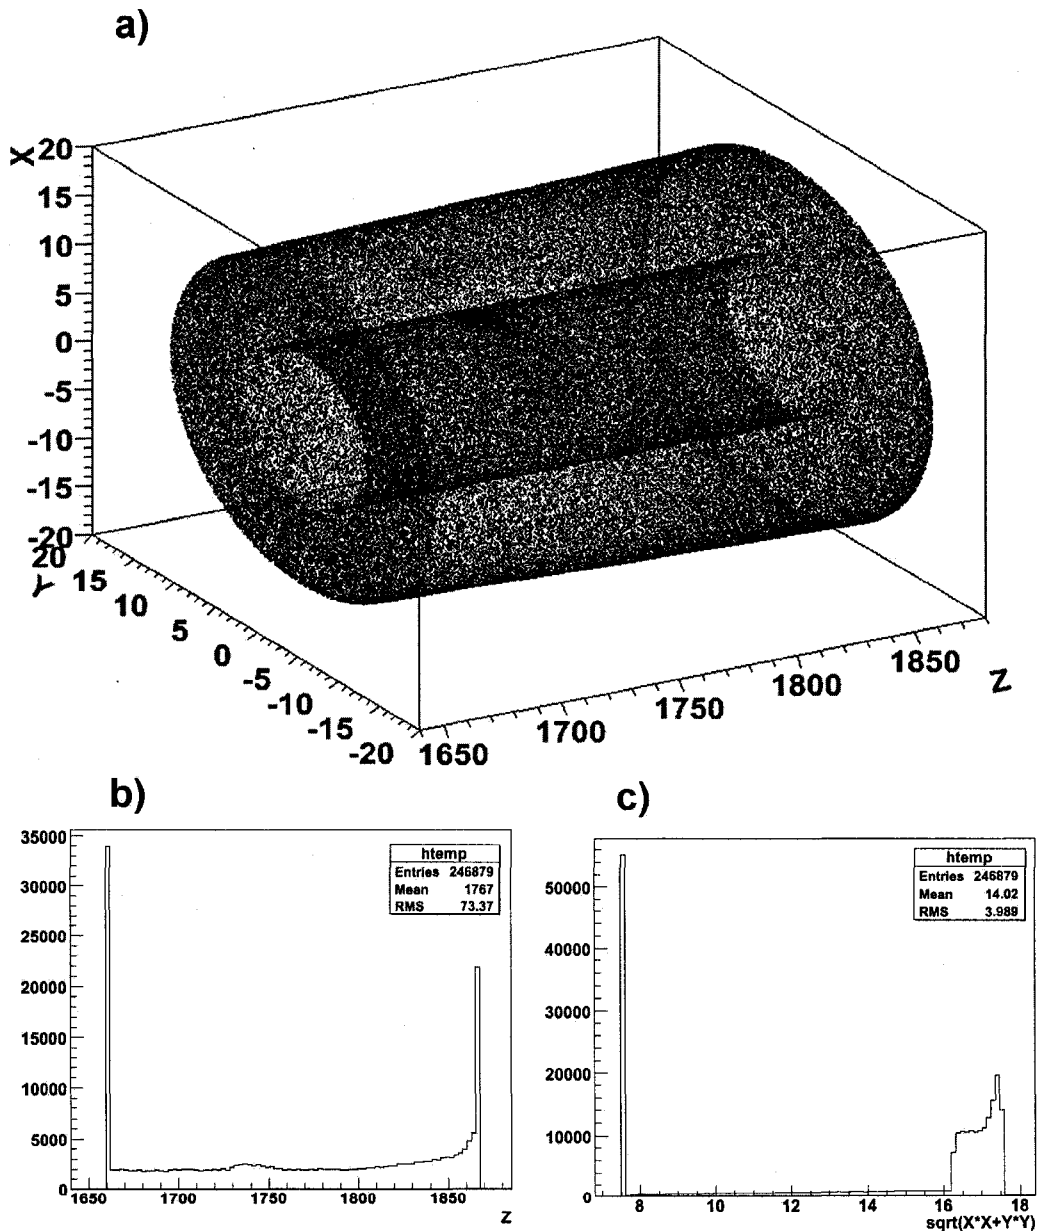 a)
X
20
15
10
5
0
-5
-10
-15
-20
20
15
10
5
0
-5
-10
-15
-20
Y
1650
1700
1750
1800
1850
Z
b)
35000
30000
25000
20000
15000
10000
5000
0
1650 1700 1750 1800 1850
z
htemp
Entries 246879
Mean 1767
RMS 73.37
c)
50000
40000
30000
20000
10000
0
8 10 12 14 16 18
sqrt(X*X+Y*Y)
htemp
Entries 246879
Mean 14.02
RMS 3.989